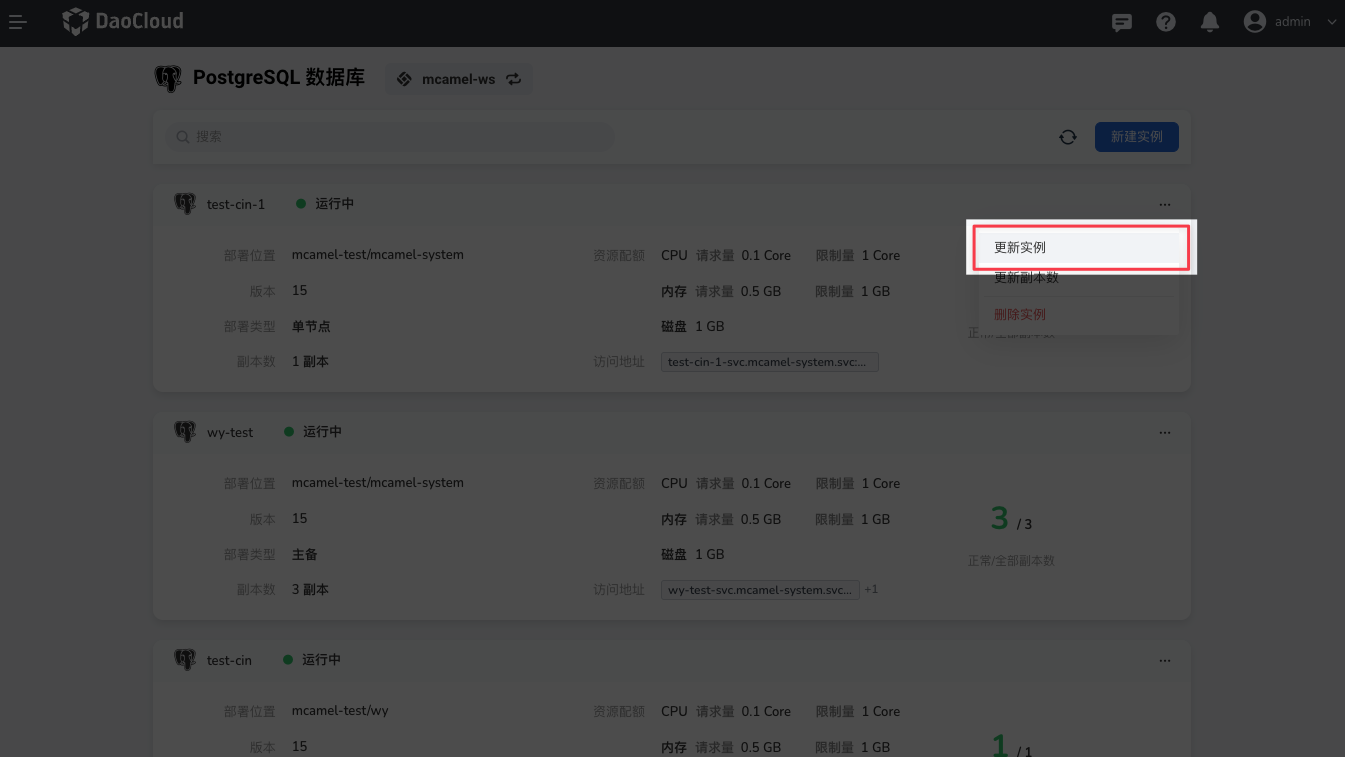 DaoCloud
admin
PostgreSQL 数据库
mcamel-ws
搜索
新建实例
test-cin-1 运行中 ...
部署位置 mcamel-test/mcamel-system 资源配额 CPU 请求量 0.1 Core 限制量 1 Core
更新实例
版本 15 内存 请求量 0.5 GB 限制量 1 GB
更新副本数
部署类型 单节点 磁盘 1 GB
删除实例
正常/全部副本数
副本数 1 副本 访问地址 test-cin-1-svc.mcamel-system.svc:...
wy-test 运行中 ...
部署位置 mcamel-test/mcamel-system 资源配额 CPU 请求量 0.1 Core 限制量 1 Core
版本 15 内存 请求量 0.5 GB 限制量 1 GB
3 / 3
部署类型 主备 磁盘 1 GB
正常/全部副本数
副本数 3 副本 访问地址 wy-test-svc.mcamel-system.svc... +1
test-cin 运行中 ...
部署位置 mcamel-test/wy 资源配额 CPU 请求量 0.1 Core 限制量 1 Core
版本 15 内存 请求量 0.5 GB 限制量 1 GB
1 / 1